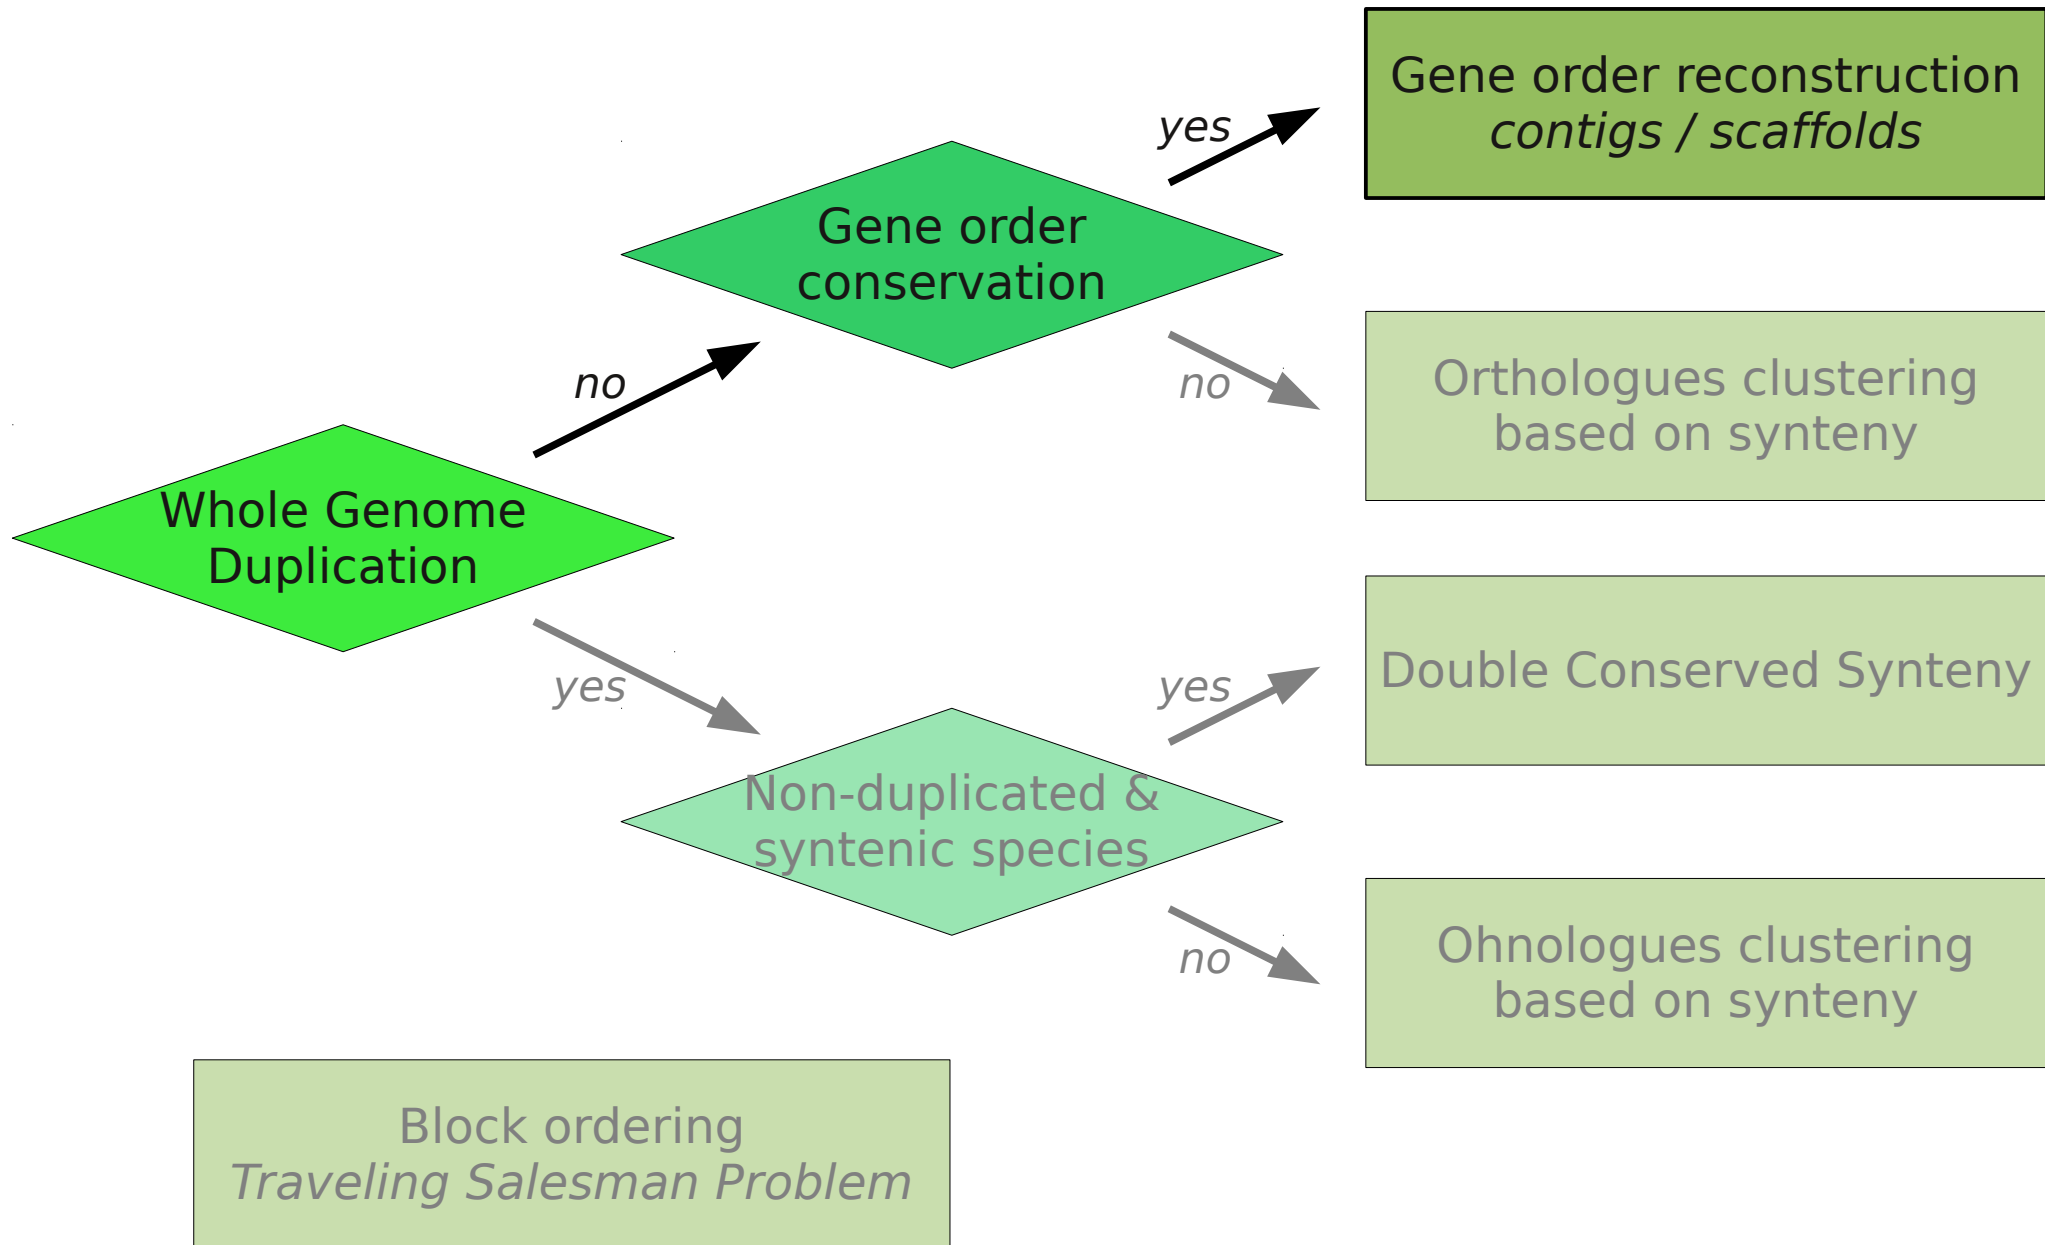 Gene order reconstruction
contigs / scaffolds
yes
Gene order
conservation
no
no
Orthologues clustering
based on synteny
Whole Genome
Duplication
yes
yes
Double Conserved Synteny
Non-duplicated &
syntenic species
no
Ohnologues clustering
based on synteny
Block ordering
Traveling Salesman Problem